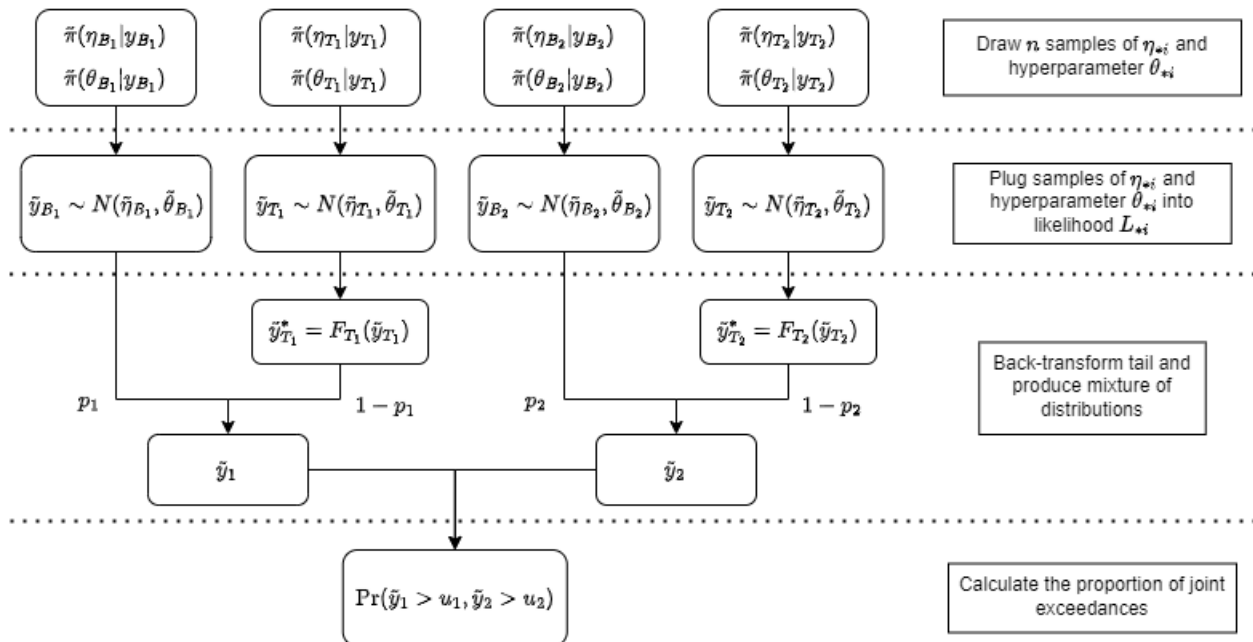 π̃(η_{B_1}|y_{B_1})
π̃(θ_{B_1}|y_{B_1})
π̃(η_{T_1}|y_{T_1})
π̃(θ_{T_1}|y_{T_1})
π̃(η_{B_2}|y_{B_2})
π̃(θ_{B_2}|y_{B_2})
π̃(η_{T_2}|y_{T_2})
π̃(θ_{T_2}|y_{T_2})
Draw n samples of η_{*i} and
hyperparameter θ_{*i}
ỹ_{B_1} ∼ N(η̃_{B_1}, θ̃_{B_1})
ỹ_{T_1} ∼ N(η̃_{T_1}, θ̃_{T_1})
ỹ_{B_2} ∼ N(η̃_{B_2}, θ̃_{B_2})
ỹ_{T_2} ∼ N(η̃_{T_2}, θ̃_{T_2})
Plug samples of η_{*i} and
hyperparameter θ_{*i} into
likelihood L_{*i}
ỹ*_{T_1} = F_{T_1}(ỹ_{T_1})
ỹ*_{T_2} = F_{T_2}(ỹ_{T_2})
Back-transform tail and
produce mixture of
distributions
p_1
1 − p_1
p_2
1 − p_2
ỹ_1
ỹ_2
Pr(ỹ_1 > u_1, ỹ_2 > u_2)
Calculate the proportion of joint
exceedances